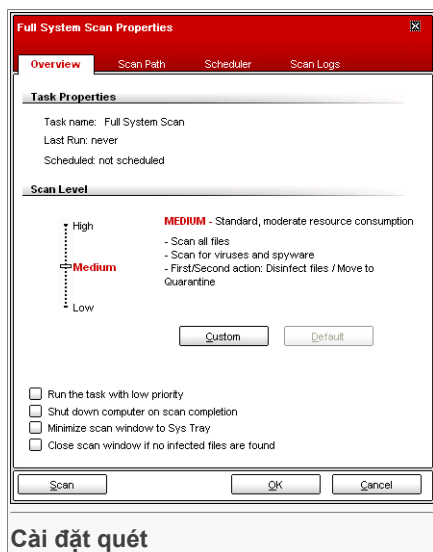 Full System Scan Properties
Overview Scan Path Scheduler Scan Logs
Task Properties
Task name: Full System Scan
Last Run: never
Scheduled: not scheduled
Scan Level
High
Medium
Low
MEDIUM - Standard, moderate resource consumption
- Scan all files
- Scan for viruses and spyware
- First/Second action: Disinfect files / Move to
Quarantine
Custom Default
Run the task with low priority
Shut down computer on scan completion
Minimize scan window to Sys Tray
Close scan window if no infected files are found
Scan OK Cancel
Cài đặt quét